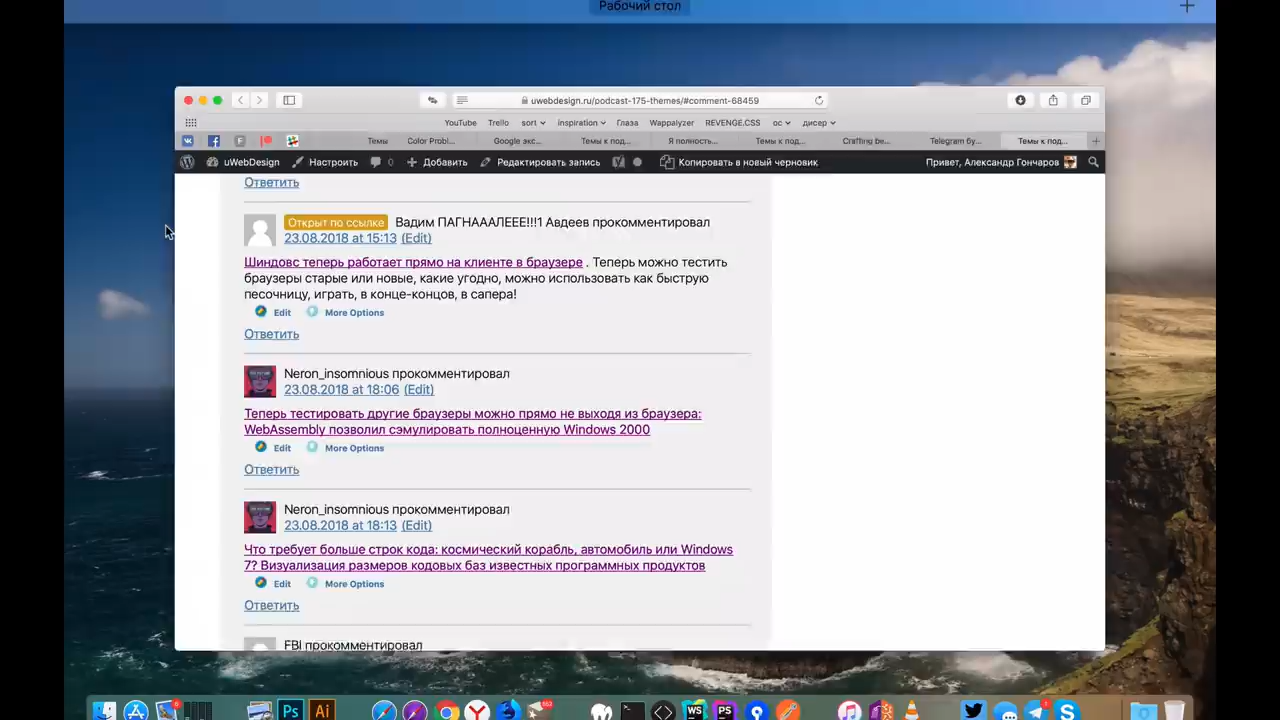 Рабочий стол
uwebdesign.ru/podcast-175-themes/#comment-68459
YouTube Trello sort inspiration Глаза Wappalyzer REVENGE.CSS ос дисер
Темы Color Probl... Google экс... Темы к под... Я полность... Темы к под... Crafting be... Telegram бу... Темы к под...
uWebDesign Настроить 0 Добавить Редактировать запись Копировать в новый черновик Привет, Александр Гончаров
Ответить
Открыт по ссылке Вадим ПАГНАААЛЕЕЕ!!!1 Авдеев прокомментировал
23.08.2018 at 15:13 (Edit)
Шиндовс теперь работает прямо на клиенте в браузере . Теперь можно тестить
браузеры старые или новые, какие угодно, можно использовать как быструю
песочницу, играть, в конце-концов, в сапера!
Edit More Options
Ответить
Neron_insomnious прокомментировал
23.08.2018 at 18:06 (Edit)
Теперь тестировать другие браузеры можно прямо не выходя из браузера:
WebAssembly позволил сэмулировать полноценную Windows 2000
Edit More Options
Ответить
Neron_insomnious прокомментировал
23.08.2018 at 18:13 (Edit)
Что требует больше строк кода: космический корабль, автомобиль или Windows
7? Визуализация размеров кодовых баз известных программных продуктов
Edit More Options
Ответить
FBI прокомментировал
Ps Ai WS PS